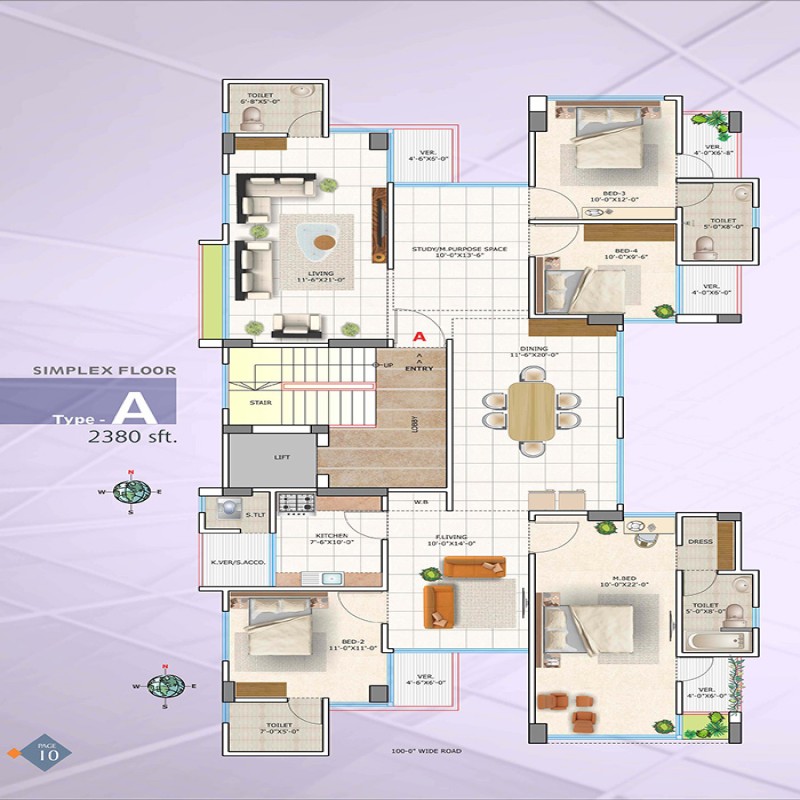 TOILET
6'-8"X5'-0"
VER.
4'-6"X6'-0"
BED-3
10'-0"X12'-0"
VER.
4'-0"X6'-8"
TOILET
5'-0"X8'-0"
STUDY/M.PURPOSE SPACE
10'-0"X13'-6"
BED-4
10'-0"X9'-6"
LIVING
11'-6"X21'-0"
VER.
4'-0"X6'-0"
A
ENTRY
DINING
11'-6"X20'-0"
UP
STAIR
LOBBY
LIFT
SIMPLEX FLOOR
Type - A
2380 sft.
N
W
E
S
S.TLT
W.B
KITCHEN
7'-6"X10'-0"
F.LIVING
10'-0"X14'-0"
DRESS
K.VER/S.ACCO.
M.BED
10'-0"X22'-0"
TOILET
5'-0"X8'-0"
BED-2
11'-0"X11'-0"
VER.
4'-6"X6'-0"
VER.
4'-0"X6'-0"
N
W
E
S
TOILET
7'-0"X5'-0"
100-0" WIDE ROAD
PAGE
10